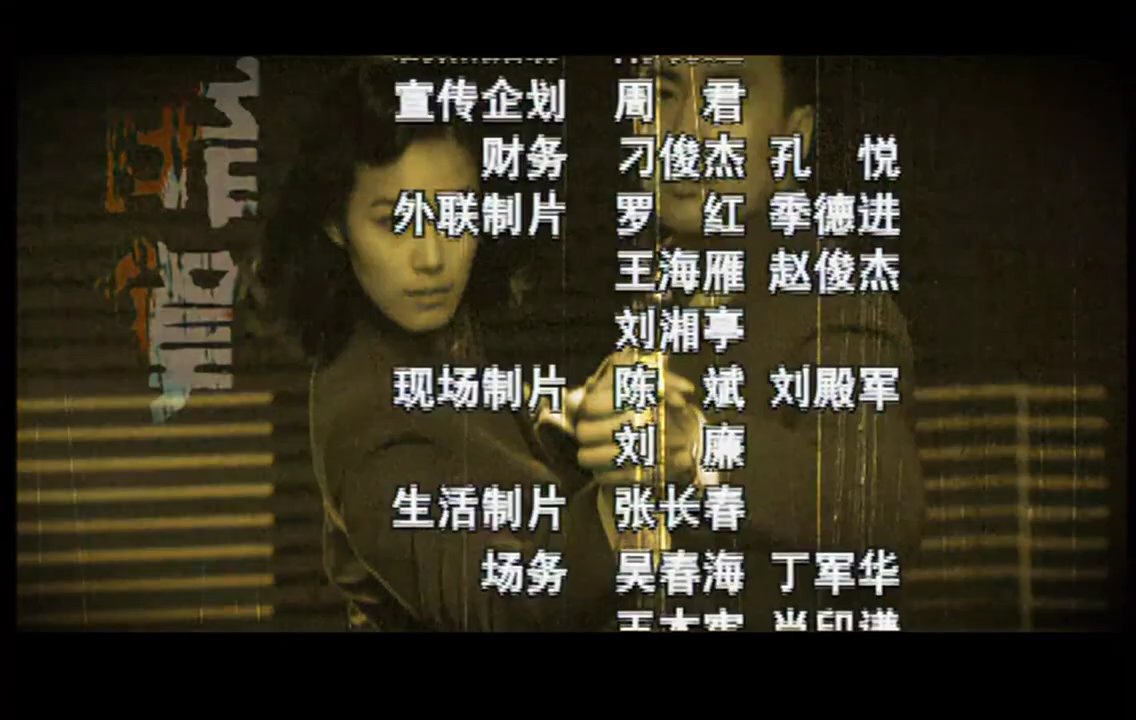 宣传企划 周 君
财务 刁俊杰 孔 悦
外联制片 罗 红 季德进
王海雁 赵俊杰
刘湘亭
现场制片 陈 斌 刘殿军
刘 廉
生活制片 张长春
场务 吴春海 丁军华